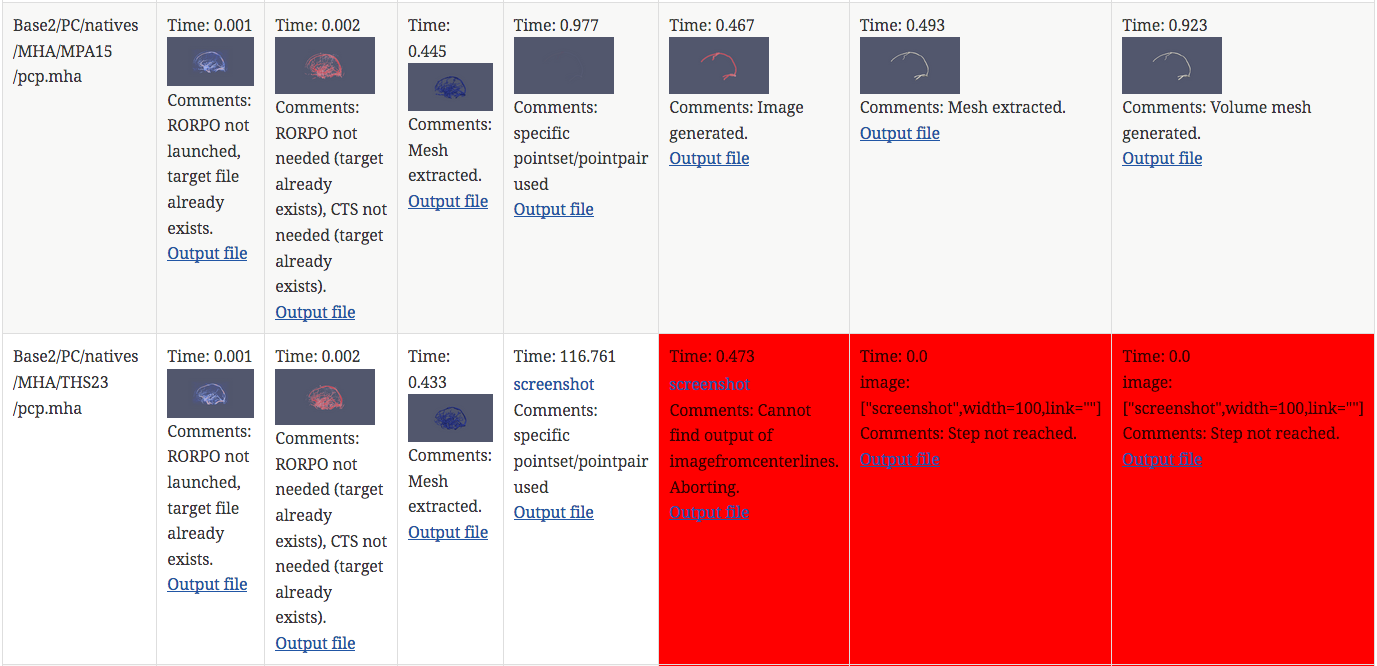 Base2/PC/natives
/MHA/MPA15
/pcp.mha
Time: 0.001
Comments:
RORPO not
launched,
target file
already
exists.
Output file
Time: 0.002
Comments:
RORPO not
needed (target
already
exists), CTS not
needed (target
already
exists).
Output file
Time:
0.445
Comments:
Mesh
extracted.
Output file
Time: 0.977
Comments:
specific
pointset/pointpair
used
Output file
Time: 0.467
Comments: Image
generated.
Output file
Time: 0.493
Comments: Mesh extracted.
Output file
Time: 0.923
Comments: Volume mesh
generated.
Output file
Base2/PC/natives
/MHA/THS23
/pcp.mha
Time: 0.001
Comments:
RORPO not
launched,
target file
already
exists.
Output file
Time: 0.002
Comments:
RORPO not
needed (target
already
exists), CTS not
needed (target
already
exists).
Output file
Time:
0.433
Comments:
Mesh
extracted.
Output file
Time: 116.761
screenshot
Comments:
specific
pointset/pointpair
used
Output file
Time: 0.473
screenshot
Comments: Cannot
find output of
imagefromcenterlines.
Aborting.
Output file
Time: 0.0
image:
["screenshot",width=100,link=""]
Comments: Step not reached.
Output file
Time: 0.0
image:
["screenshot",width=100,link=""]
Comments: Step not reached.
Output file